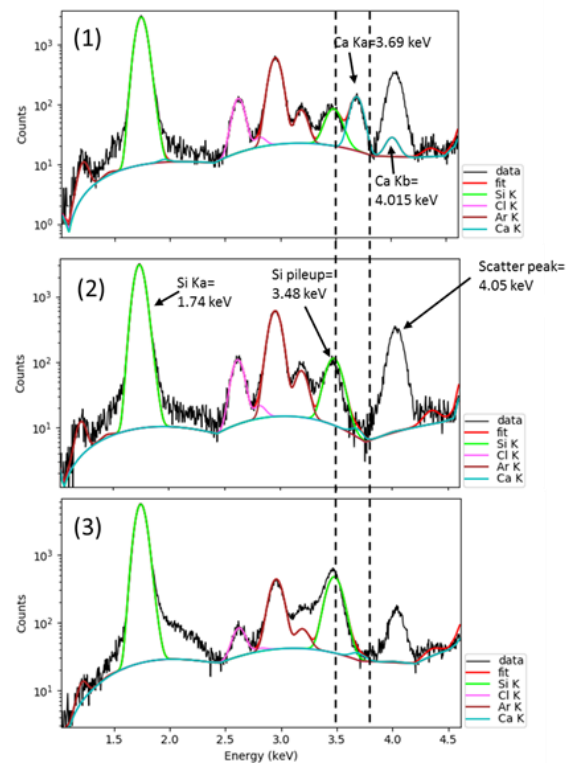 (1)
Ca Ka=3.69 keV
Ca Kb=
4.015 keV
Counts
10³
10²
10¹
10⁰
data
fit
Si K
Cl K
Ar K
Ca K
(2)
Si Ka=
1.74 keV
Si pileup=
3.48 keV
Scatter peak=
4.05 keV
Counts
10³
10²
10¹
data
fit
Si K
Cl K
Ar K
Ca K
(3)
Counts
10³
10²
10¹
data
fit
Si K
Cl K
Ar K
Ca K
1.5 2.0 2.5 3.0 3.5 4.0 4.5
Energy (keV)